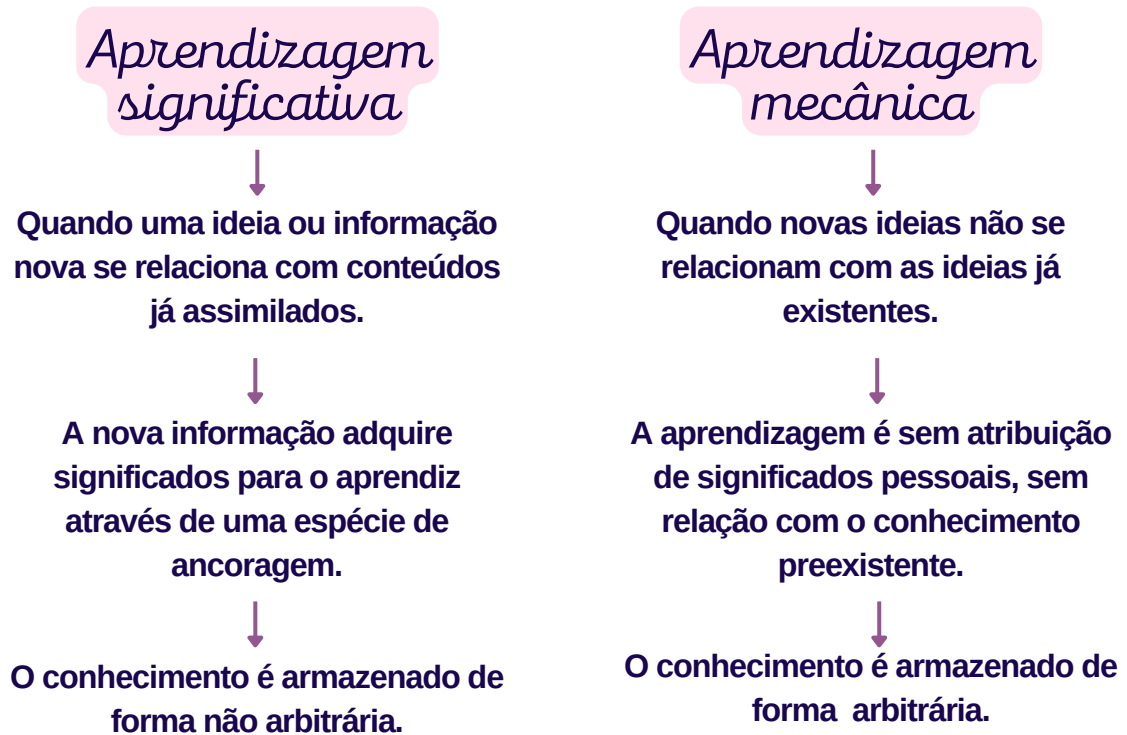 Aprendizagem
significativa
Quando uma ideia ou informação
nova se relaciona com conteúdos
já assimilados.
A nova informação adquire
significados para o aprendiz
através de uma espécie de
ancoragem.
O conhecimento é armazenado de
forma não arbitrária.
Aprendizagem
mecânica
Quando novas ideias não se
relacionam com as ideias já
existentes.
A aprendizagem é sem atribuição
de significados pessoais, sem
relação com o conhecimento
preexistente.
O conhecimento é armazenado de
forma  arbitrária.